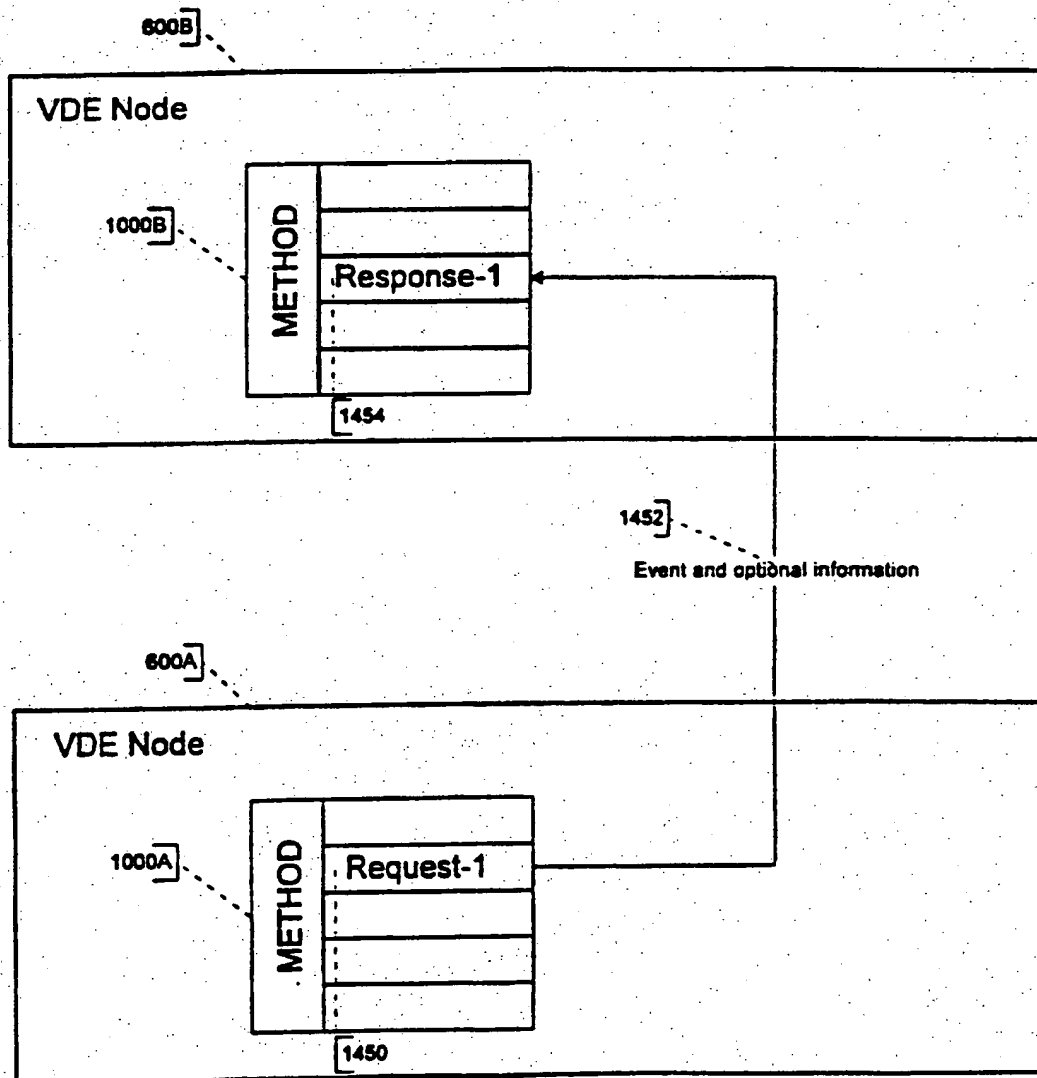 600B
VDE Node
1000B
METHOD
Response-1
1454
1452
Event and optional information
600A
VDE Node
1000A
METHOD
Request-1
1450